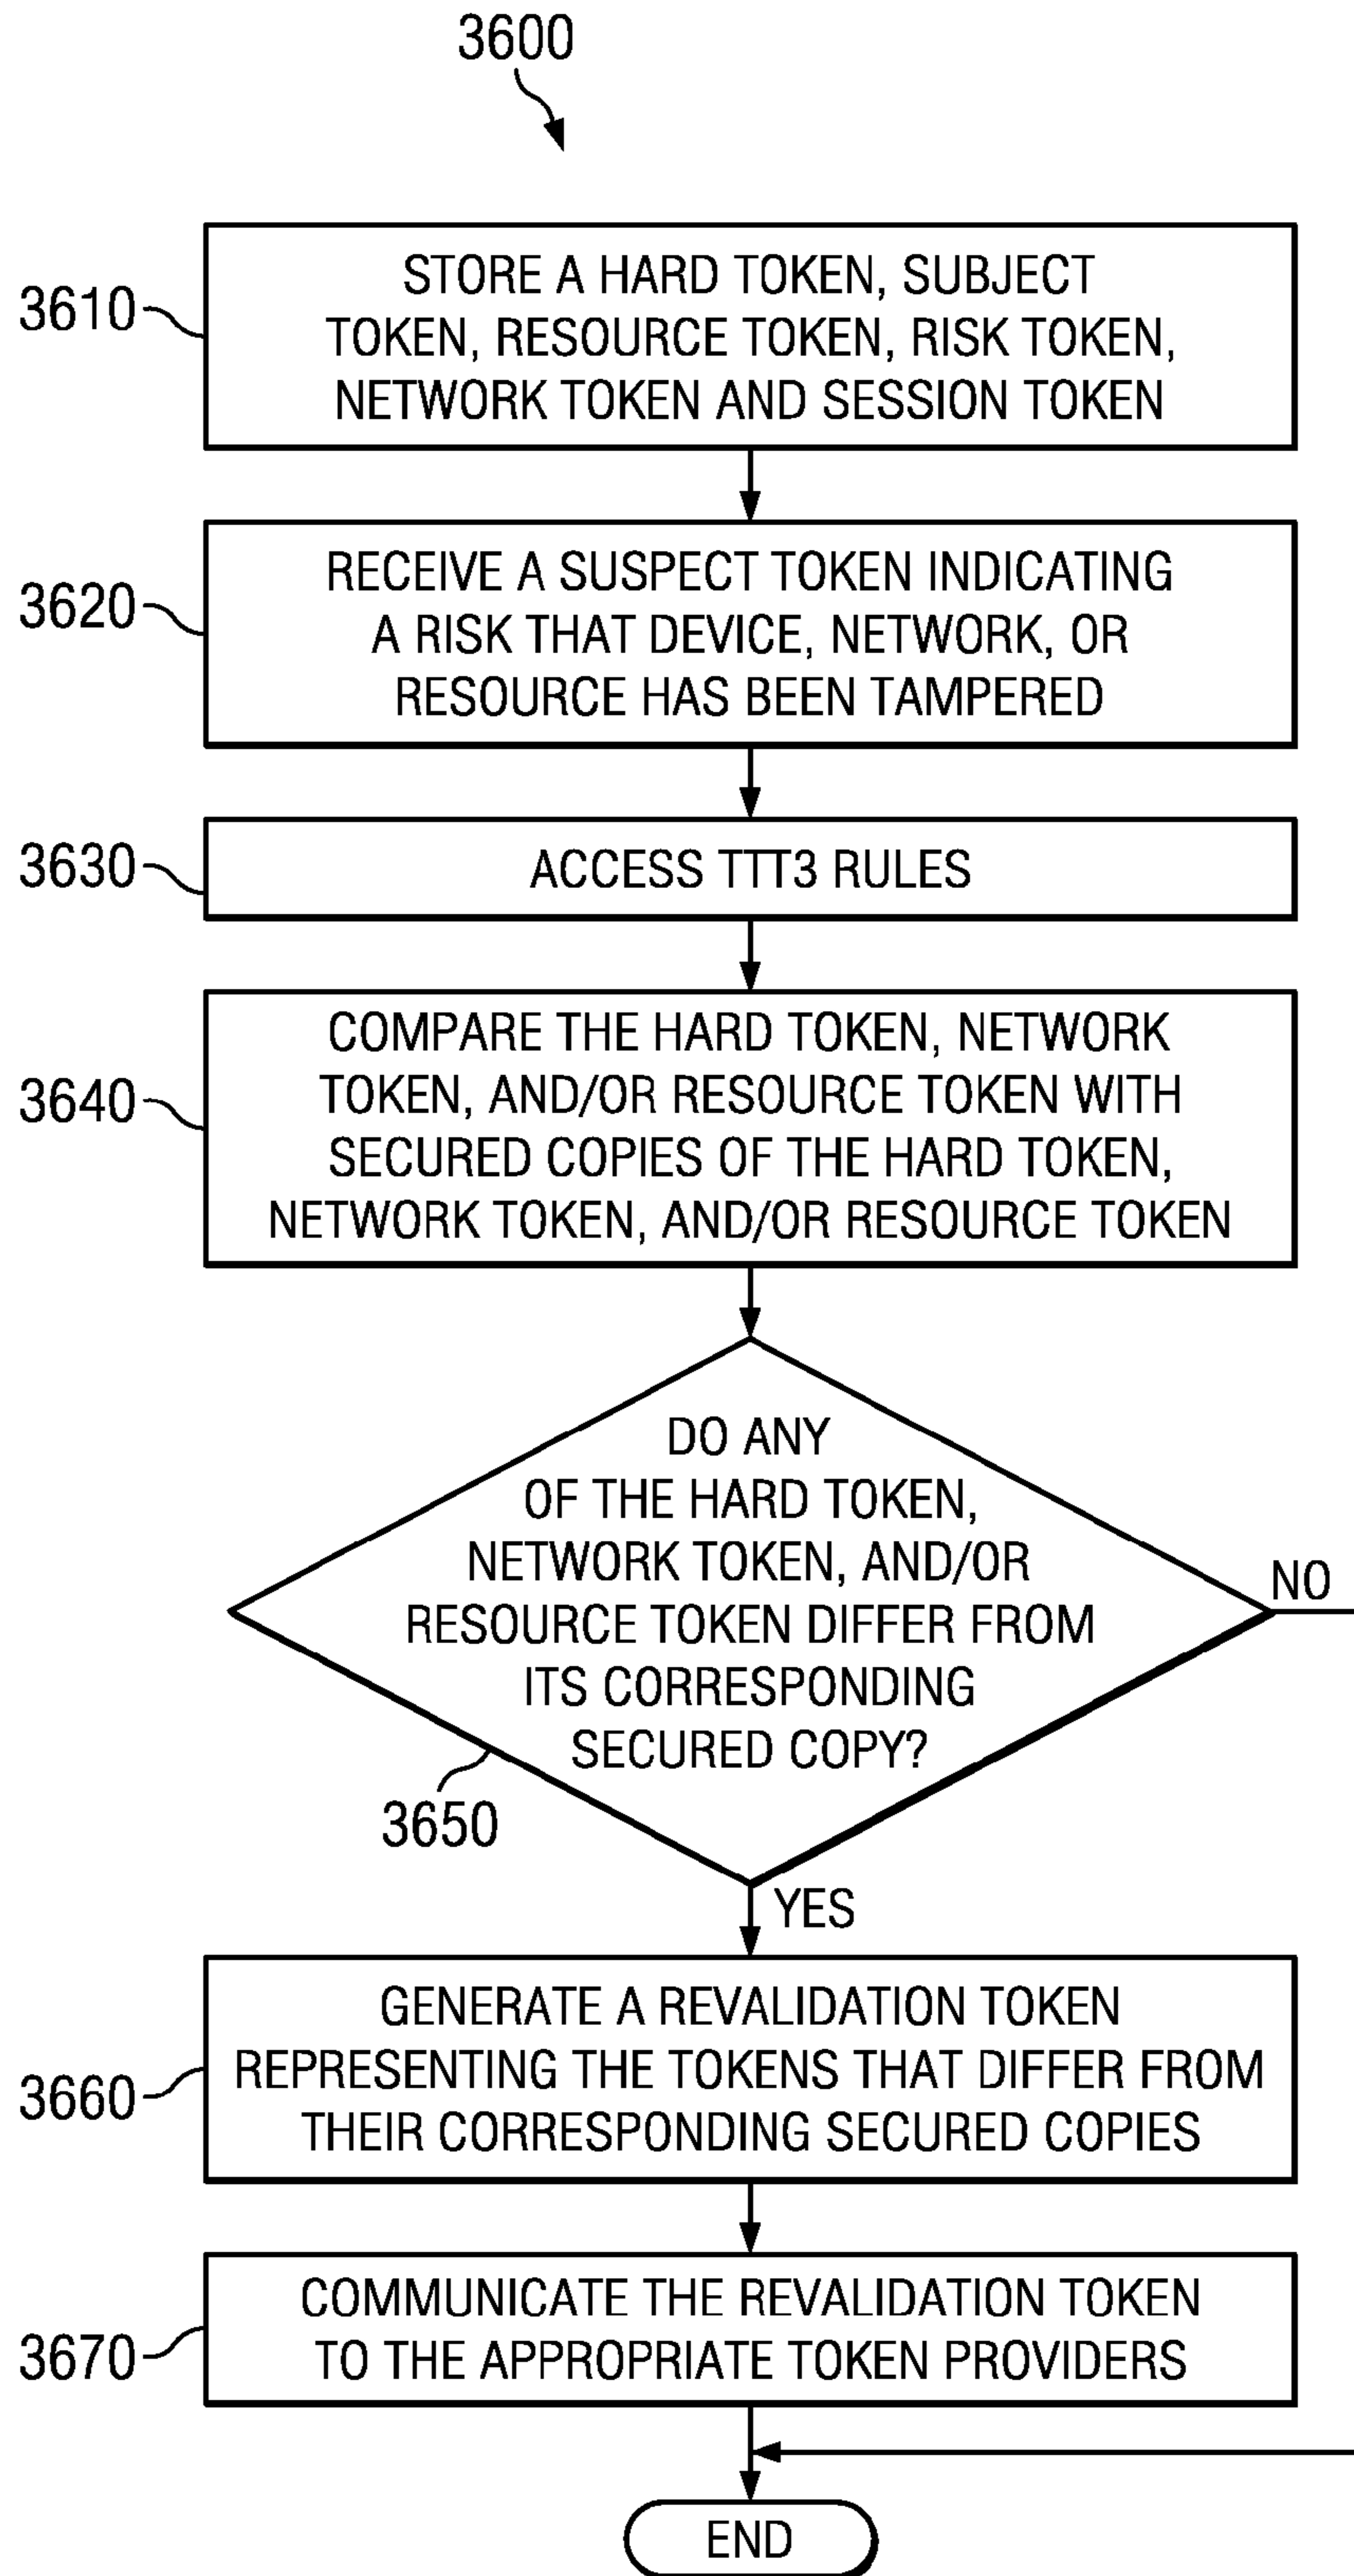 3600
3610
STORE A HARD TOKEN, SUBJECT
TOKEN, RESOURCE TOKEN, RISK TOKEN,
NETWORK TOKEN AND SESSION TOKEN
3620
RECEIVE A SUSPECT TOKEN INDICATING
A RISK THAT DEVICE, NETWORK, OR
RESOURCE HAS BEEN TAMPERED
3630
ACCESS TTT3 RULES
3640
COMPARE THE HARD TOKEN, NETWORK
TOKEN, AND/OR RESOURCE TOKEN WITH
SECURED COPIES OF THE HARD TOKEN,
NETWORK TOKEN, AND/OR RESOURCE TOKEN
DO ANY
OF THE HARD TOKEN,
NETWORK TOKEN, AND/OR
RESOURCE TOKEN DIFFER FROM
ITS CORRESPONDING
SECURED COPY?
NO
3650
YES
3660
GENERATE A REVALIDATION TOKEN
REPRESENTING THE TOKENS THAT DIFFER FROM
THEIR CORRESPONDING SECURED COPIES
3670
COMMUNICATE THE REVALIDATION TOKEN
TO THE APPROPRIATE TOKEN PROVIDERS
END